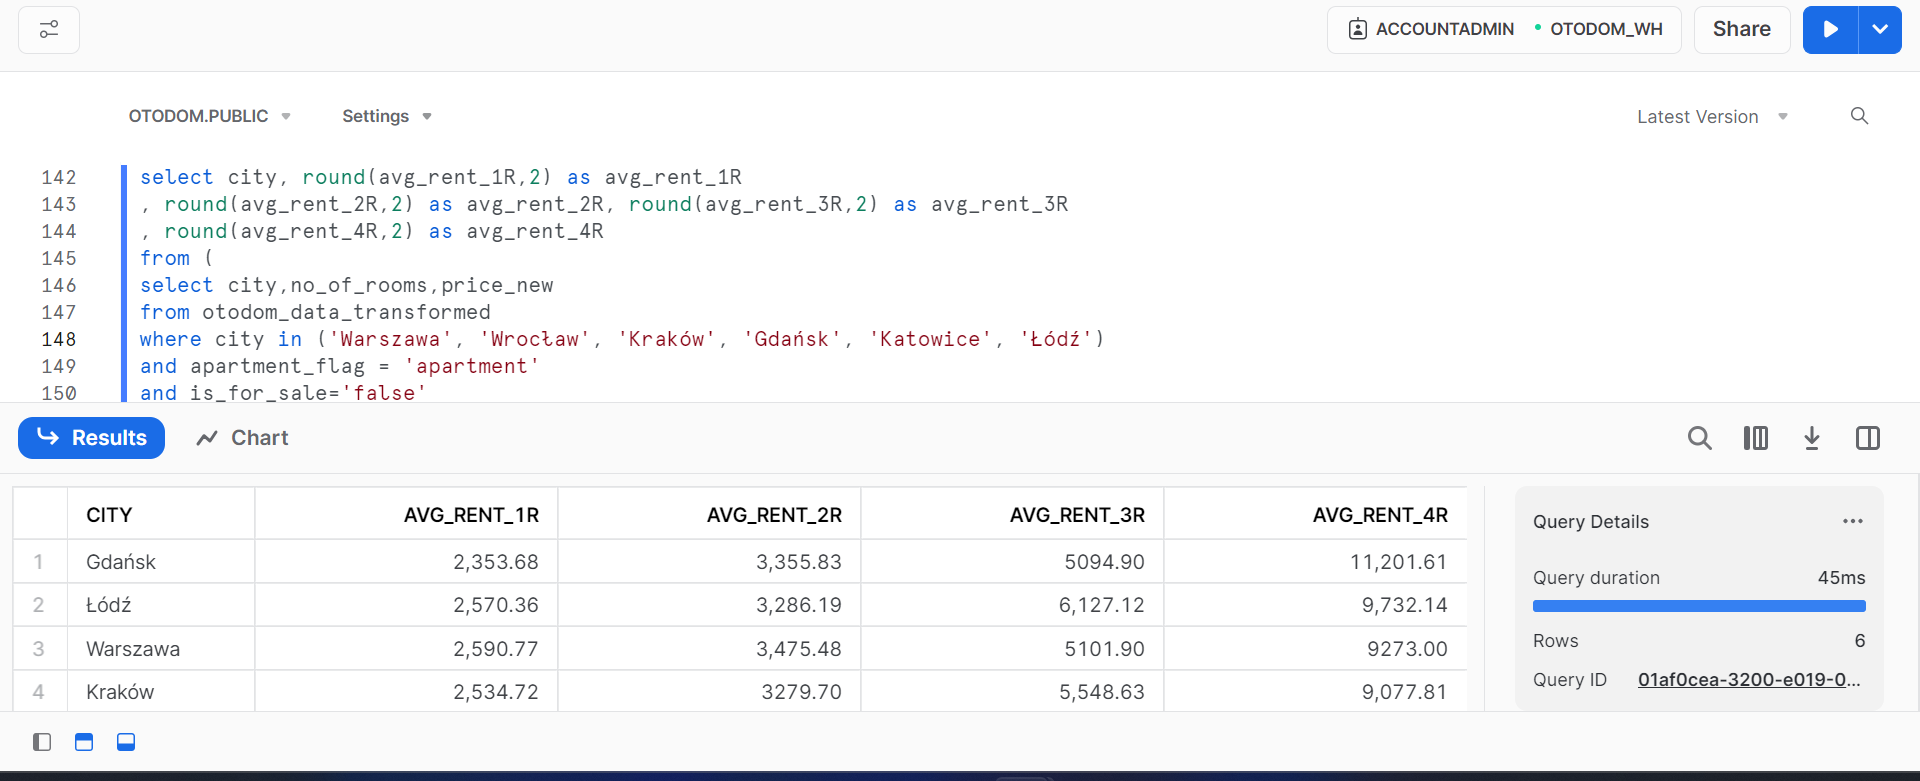 ACCOUNTADMIN OTODOM_WH Share
OTODOM.PUBLIC Settings Latest Version
142 select city, round(avg_rent_1R,2) as avg_rent_1R
143 , round(avg_rent_2R,2) as avg_rent_2R, round(avg_rent_3R,2) as avg_rent_3R
144 , round(avg_rent_4R,2) as avg_rent_4R
145 from (
146 select city,no_of_rooms,price_new
147 from otodom_data_transformed
148 where city in ('Warszawa', 'Wrocław', 'Kraków', 'Gdańsk', 'Katowice', 'Łódź')
149 and apartment_flag = 'apartment'
150 and is_for_sale='false'
Results Chart
CITY AVG_RENT_1R AVG_RENT_2R AVG_RENT_3R AVG_RENT_4R
1 Gdańsk 2,353.68 3,355.83 5094.90 11,201.61
2 Łódź 2,570.36 3,286.19 6,127.12 9,732.14
3 Warszawa 2,590.77 3,475.48 5101.90 9273.00
4 Kraków 2,534.72 3279.70 5,548.63 9,077.81
Query Details ...
Query duration 45ms
Rows 6
Query ID 01af0cea-3200-e019-0...